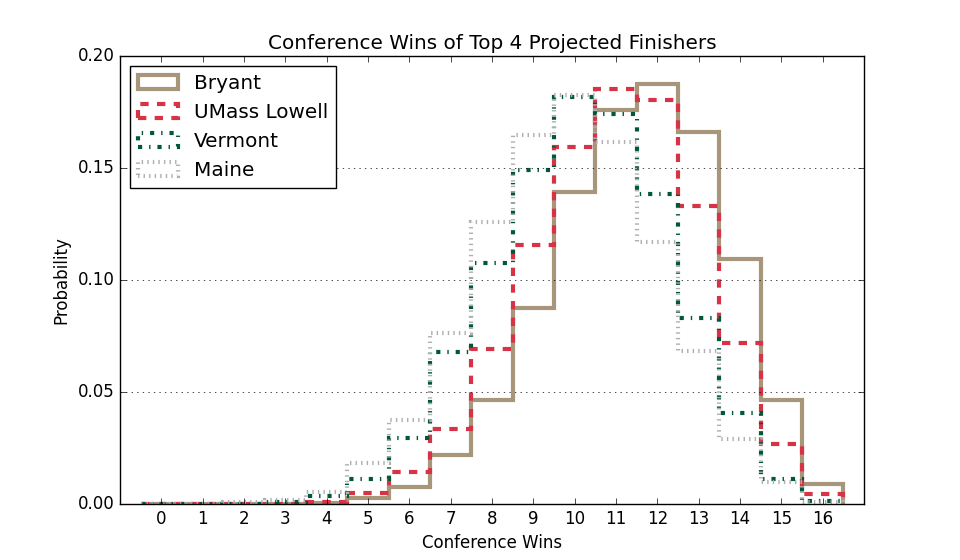 Conference Wins of Top 4 Projected Finishers
0.20
Bryant
UMass Lowell
Vermont
Maine
0.15
0.10
0.05
0.00
Probability
0 1 2 3 4 5 6 7 8 9 10 11 12 13 14 15 16
Conference Wins